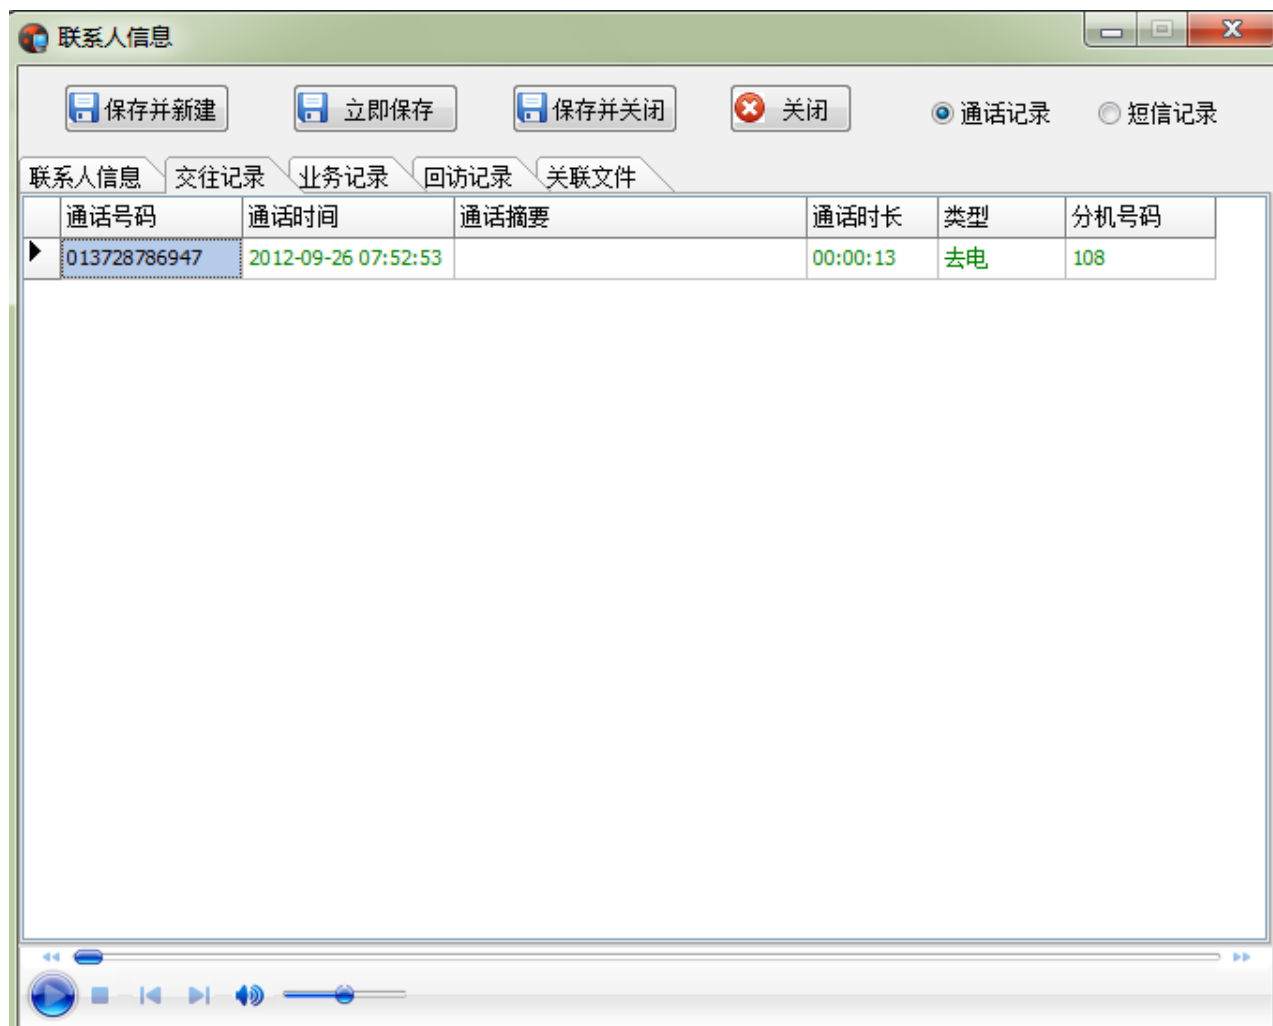 联系人信息
保存并新建 立即保存 保存并关闭 关闭 通话记录 短信记录
联系人信息 交往记录 业务记录 回访记录 关联文件
通话号码 通话时间 通话摘要 通话时长 类型 分机号码
013728786947 2012-09-26 07:52:53 00:00:13 去电 108